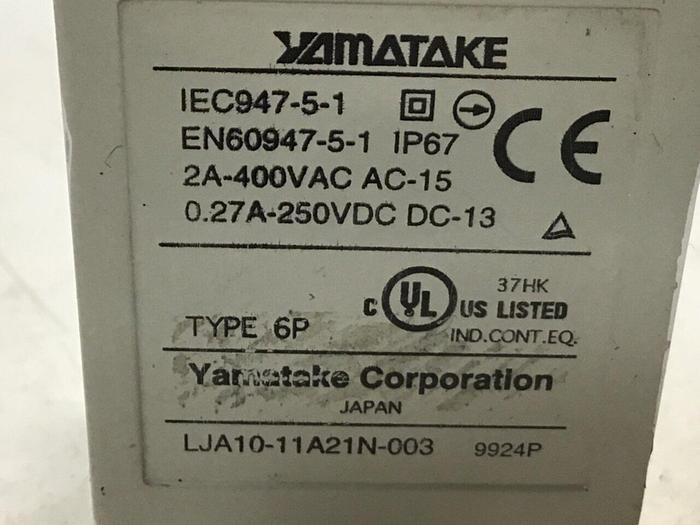 YAMATAKE
IEC947-5-1
EN60947-5-1 IP67
2A-400VAC AC-15
0.27A-250VDC DC-13
CE
C UL US LISTED
37HK
IND.CONT.EQ.
TYPE 6P
Yamatake Corporation
JAPAN
LJA10-11A21N-003 9924P